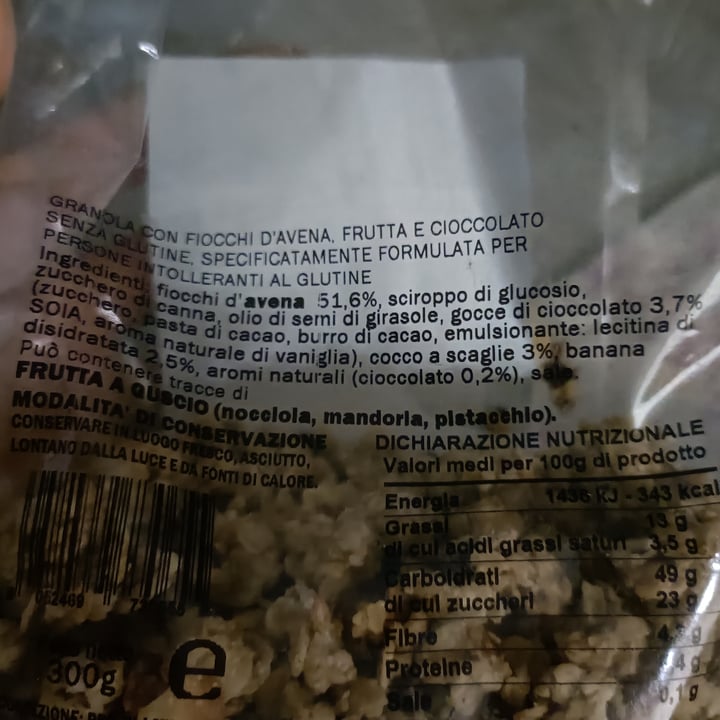 GRANOLA CON FIOCCHI D'AVENA, FRUTTA E CIOCCOLATO
SENZA GLUTINE, SPECIFICATAMENTE FORMULATA PER
PERSONE INTOLLERANTI AL GLUTINE
Ingredienti: fiocchi d'avena 51,6%, sciroppo di glucosio,
zucchero di canna, olio di semi di girasole, gocce di cioccolato 3,7%
(zucchero, pasta di cacao, burro di cacao, emulsionante: lecitina di
SOIA, aroma naturale di vaniglia), cocco a scaglie 3%, banana
disidratata 2,5%, aromi naturali (cioccolato 0,2%), sale.
Può contenere tracce di
FRUTTA A GUSCIO (nocciola, mandorla, pistacchio).
MODALITA' DI CONSERVAZIONE
CONSERVARE IN LUOGO FRESCO, ASCIUTTO,
LONTANO DALLA LUCE E DA FONTI DI CALORE.
DICHIARAZIONE NUTRIZIONALE
Valori medi per 100g di prodotto
Energia 1436 KJ - 343 kcal
Grassi 13 g
di cui acidi grassi saturi 3,5 g
Carboidrati 49 g
di cui zuccheri 23 g
Fibre
Proteine
Sale 0,1 g
052469
300g e